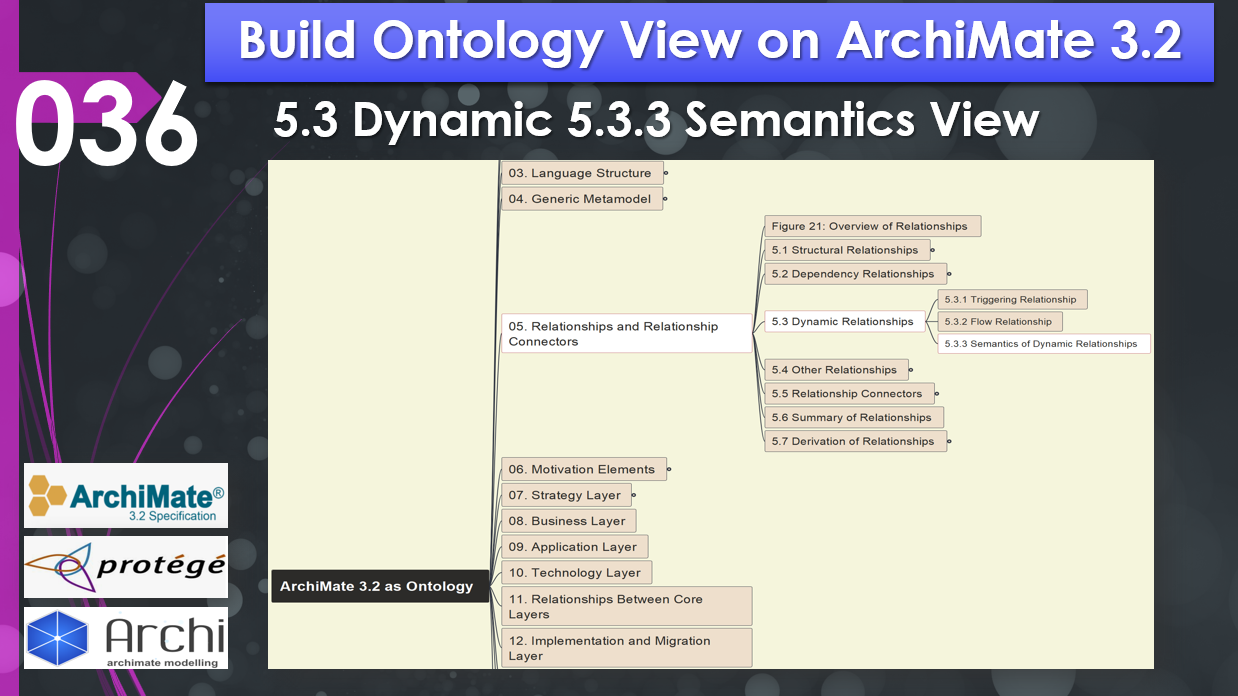 Build Ontology View on ArchiMate 3.2
036
5.3 Dynamic 5.3.3 Semantics View
03. Language Structure
04. Generic Metamodel
Figure 21: Overview of Relationships
5.1 Structural Relationships
5.2 Dependency Relationships
5.3.1 Triggering Relationship
05. Relationships and Relationship
Connectors
5.3 Dynamic Relationships
5.3.2 Flow Relationship
5.3.3 Semantics of Dynamic Relationships
5.4 Other Relationships
5.5 Relationship Connectors
5.6 Summary of Relationships
5.7 Derivation of Relationships
06. Motivation Elements
07. Strategy Layer
08. Business Layer
09. Application Layer
10. Technology Layer
ArchiMate 3.2 as Ontology
11. Relationships Between Core
Layers
12. Implementation and Migration
Layer
ArchiMate®
3.2 Specification
protégé
Archi
archimate modelling